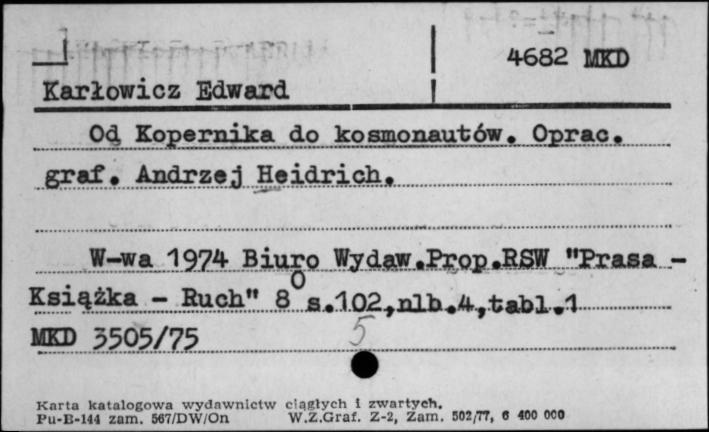 4682 MKD
Karłowicz Edward
Od Kopernika do kosmonautów. Oprac.
graf. Andrzej Heidrich.
W-wa 1974 Biuro Wydaw.Prop.RSW "Prasa -
Książka - Ruch" 8° s.102,nlb.4,tabl.1
MKD 3505/75 5
Karta katalogowa wydawnictw ciągłych i zwartych.
Pu-B-144 zam. 567/DW/On W.Z.Graf. Z-2, Zam. 502/77, 6 400 000